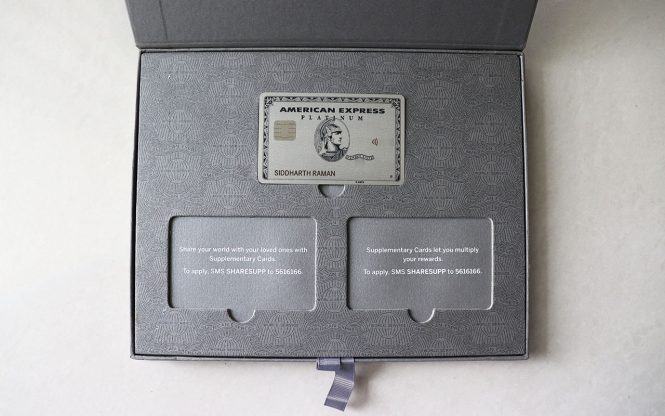 AMERICAN EXPRESS
PLATINUM
SIDDHARTH RAMAN
Share your world with your loved ones with
Supplementary Cards.
To apply, SMS SHARESUPP to 5616166.
Supplementary Cards let you multiply
your rewards.
To apply, SMS SHARESUPP to 5616166.